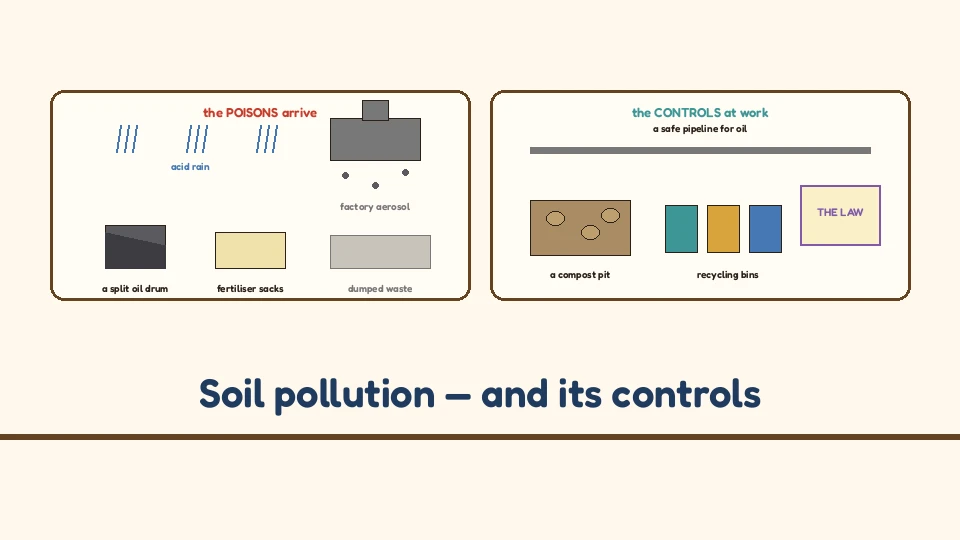 the POISONS arrive
acid rain
factory aerosol
a split oil drum
fertiliser sacks
dumped waste
the CONTROLS at work
a safe pipeline for oil
THE LAW
a compost pit
recycling bins
Soil pollution — and its controls